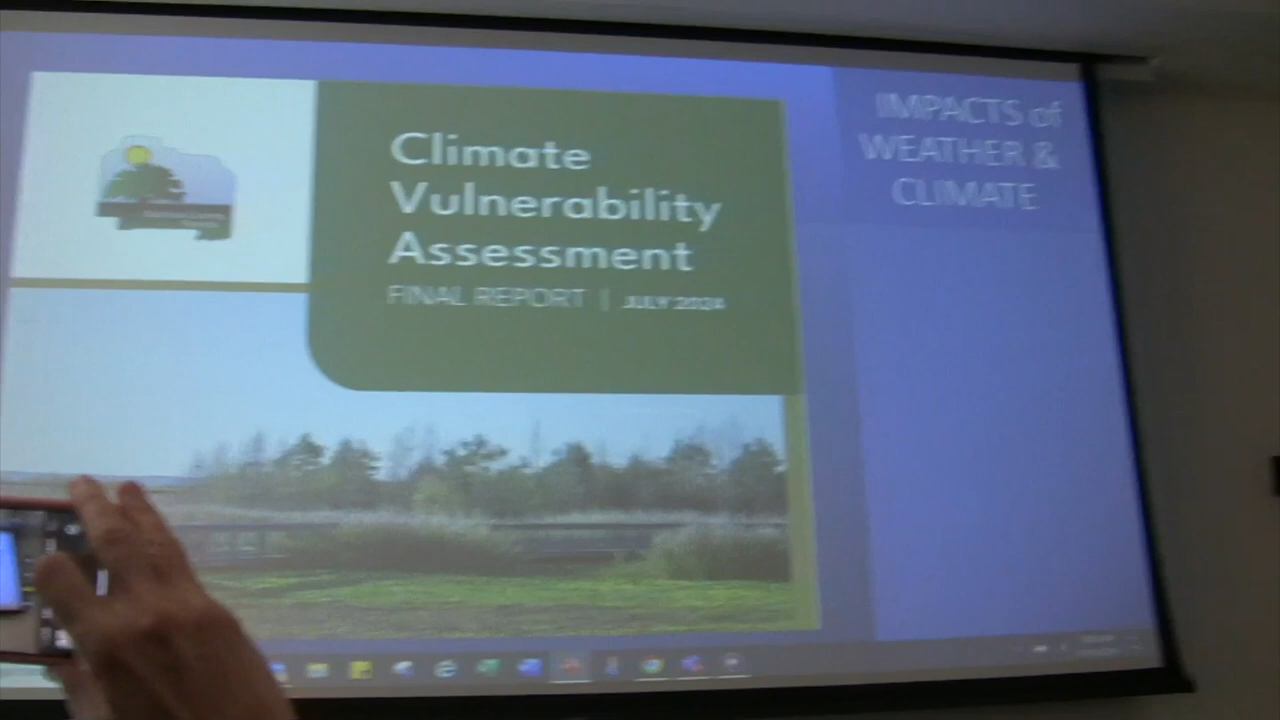 Climate
Vulnerability
Assessment
FINAL REPORT | JULY 2024
IMPACTS of
WEATHER &
CLIMATE